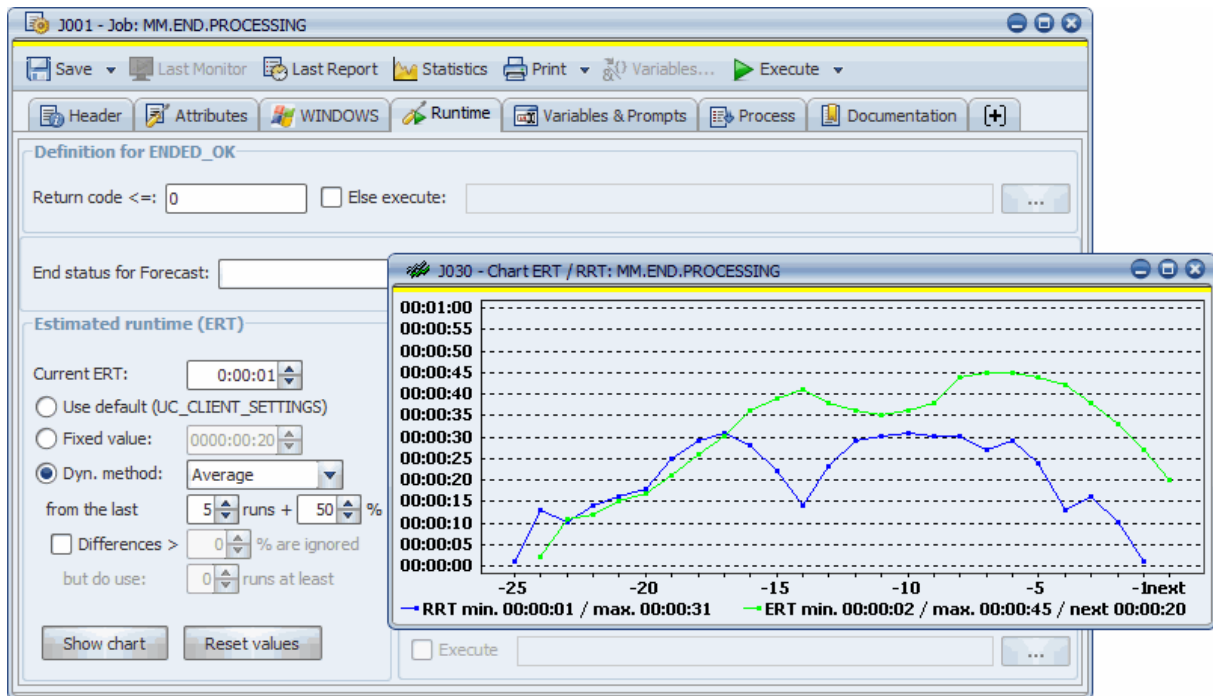 J001 - Job: MM.END.PROCESSING
Save Last Monitor Last Report Statistics Print Variables... Execute
Header Attributes WINDOWS Runtime Variables & Prompts Process Documentation [+]
Definition for ENDED_OK
Return code <=: 0 Else execute: ...
End status for Forecast:
Estimated runtime (ERT)
Current ERT: 0:00:01
Use default (UC_CLIENT_SETTINGS)
Fixed value: 0000:00:20
Dyn. method: Average
from the last 5 runs + 50 %
Differences > 0 % are ignored
but do use: 0 runs at least
Show chart Reset values
J030 - Chart ERT / RRT: MM.END.PROCESSING
00:01:00
00:00:55
00:00:50
00:00:45
00:00:40
00:00:35
00:00:30
00:00:25
00:00:20
00:00:15
00:00:10
00:00:05
00:00:00
-25 -20 -15 -10 -5 -1next
RRT min. 00:00:01 / max. 00:00:31 ERT min. 00:00:02 / max. 00:00:45 / next 00:00:20
Execute ...